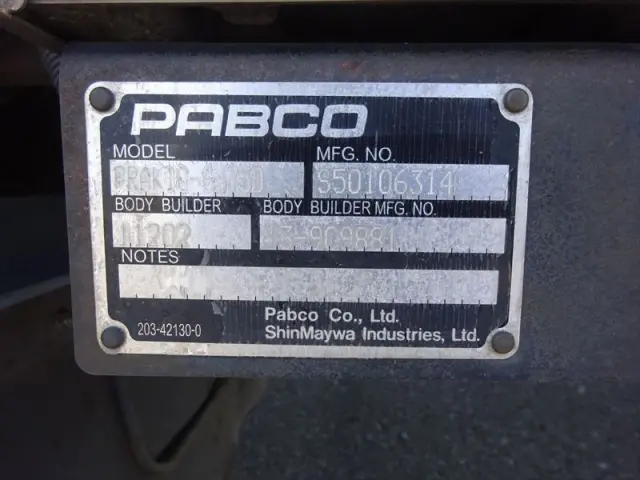 PABCO
MODEL MFG. NO.
S50106314
BODY BUILDER BODY BUILDER MFG. NO.
11202
NOTES
Pabco Co., Ltd.
203-42130-0 ShinMaywa Industries, Ltd.